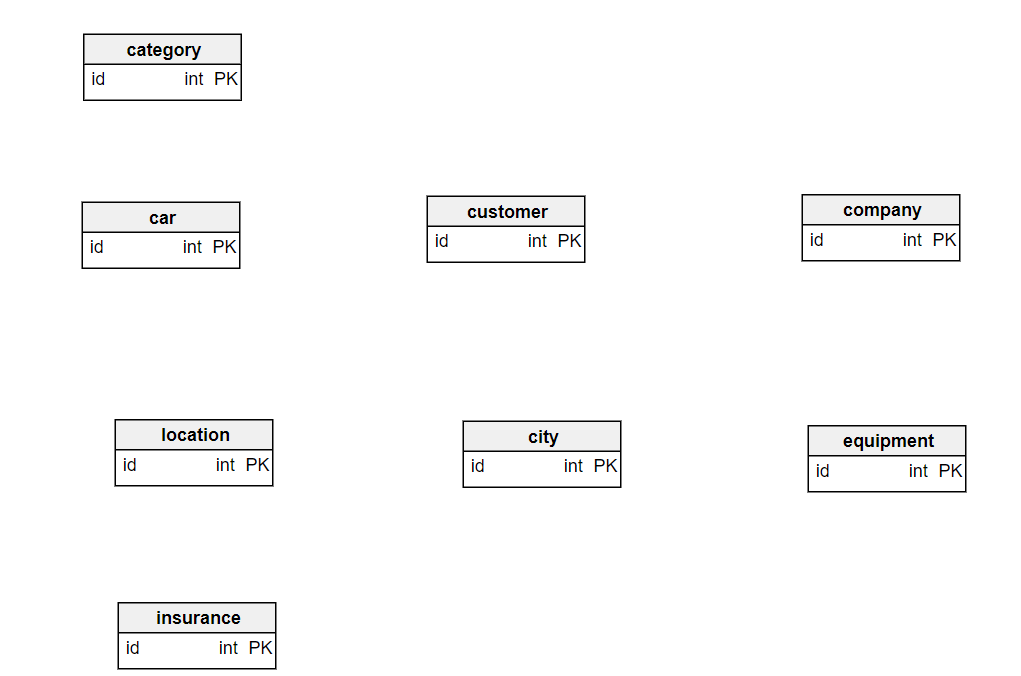 category
id int PK
car
id int PK
customer
id int PK
company
id int PK
location
id int PK
city
id int PK
equipment
id int PK
insurance
id int PK